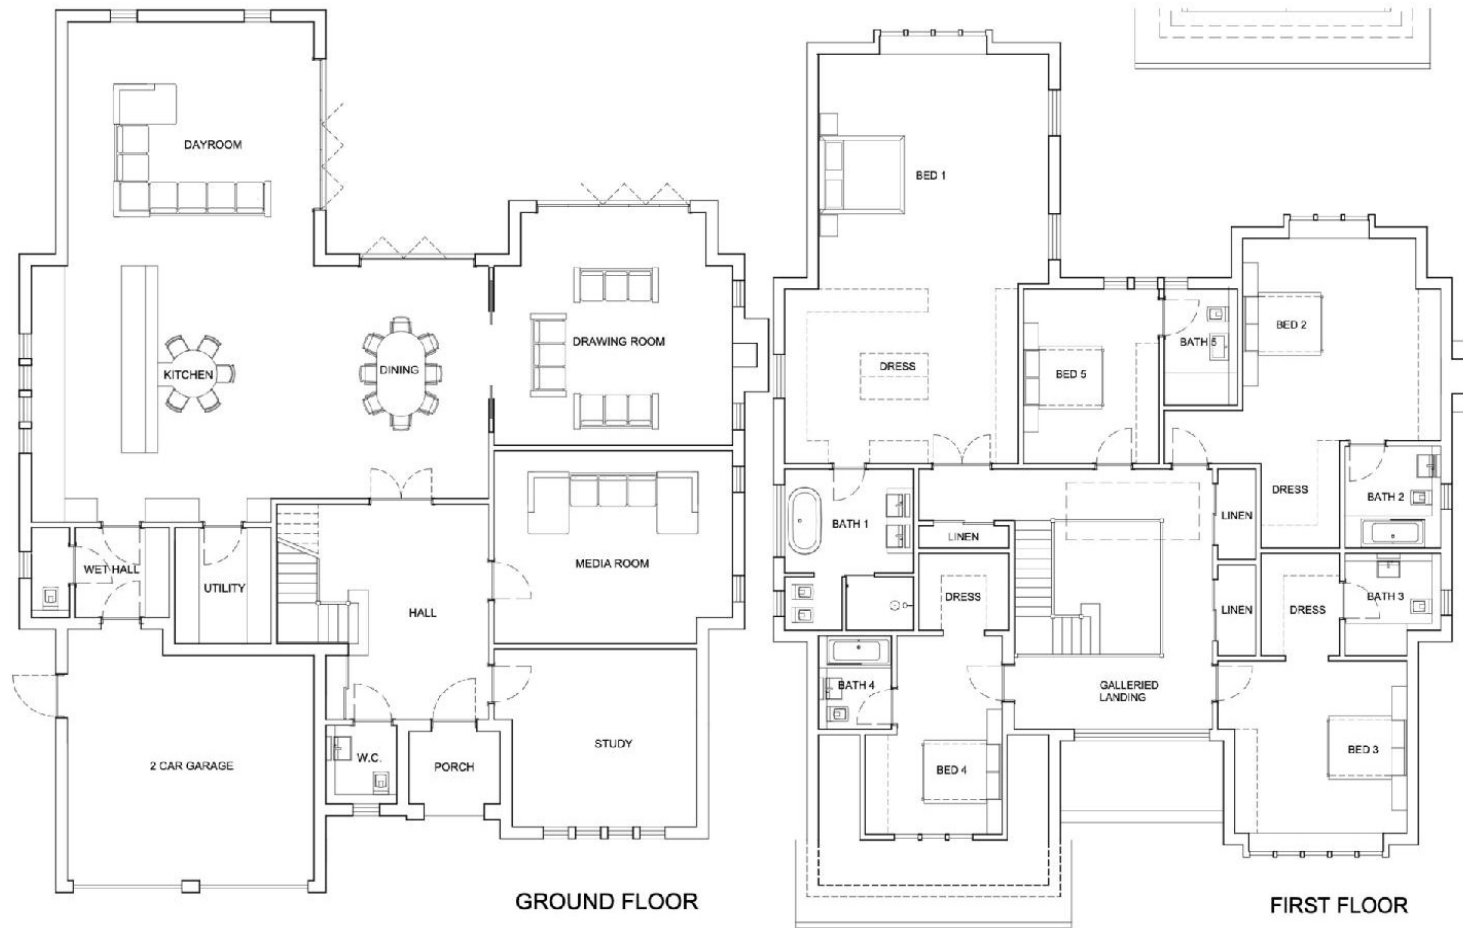 DAYROOM
KITCHEN
DINING
DRAWING ROOM
WET HALL
UTILITY
HALL
MEDIA ROOM
2 CAR GARAGE
W.C.
PORCH
STUDY
GROUND FLOOR
BED 1
DRESS
BED 5
BATH 5
BED 2
BATH 1
LINEN
DRESS
LINEN
DRESS
BATH 2
LINEN
DRESS
BATH 3
BATH 4
GALLERIED
LANDING
BED 4
BED 3
FIRST FLOOR